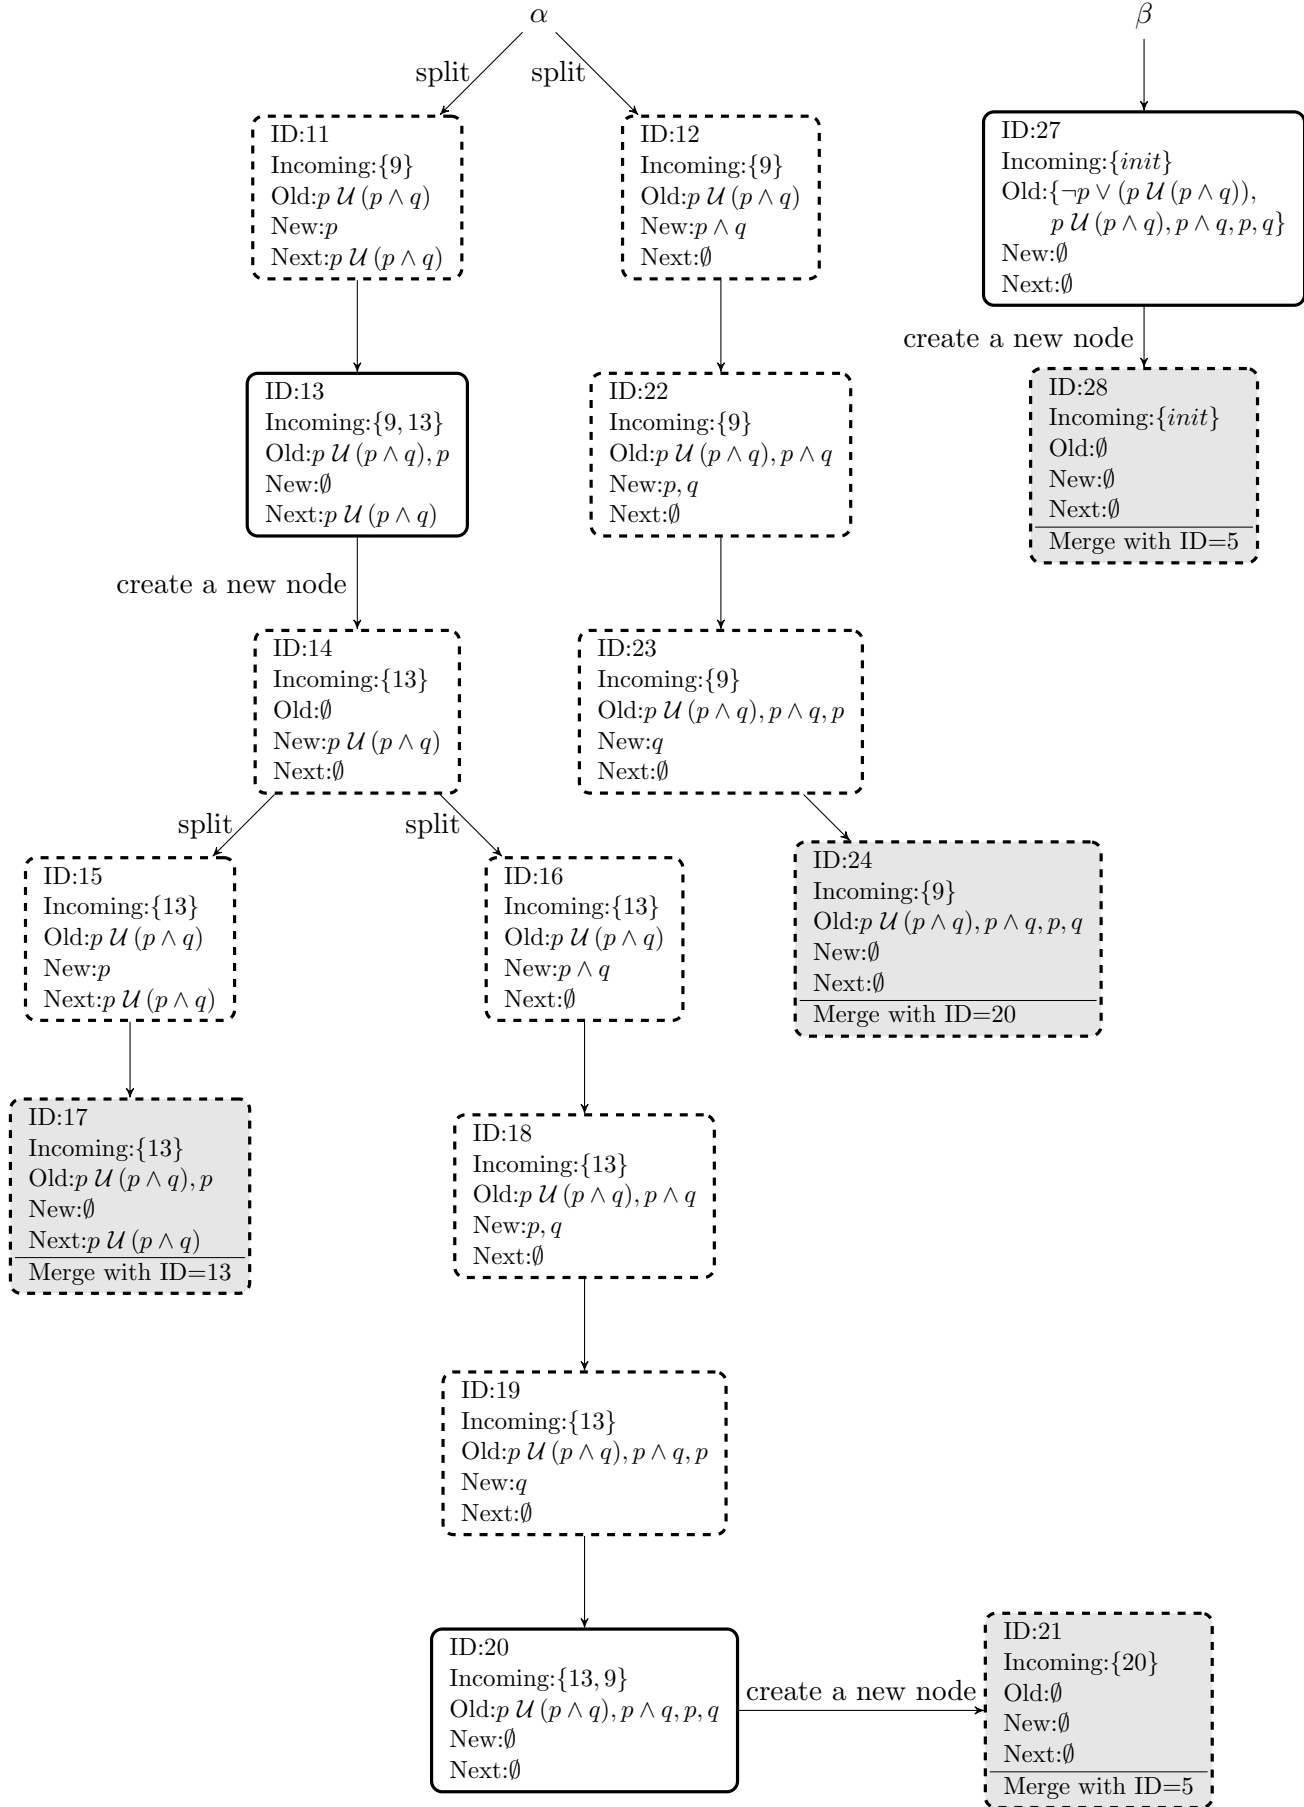 α
β
split
split
ID:11
Incoming:{9}
Old:p 𝒰 (p ∧ q)
New:p
Next:p 𝒰 (p ∧ q)
ID:12
Incoming:{9}
Old:p 𝒰 (p ∧ q)
New:p ∧ q
Next:∅
ID:27
Incoming:{init}
Old:{¬p ∨ (p 𝒰 (p ∧ q)),
p 𝒰 (p ∧ q), p ∧ q, p, q}
New:∅
Next:∅
create a new node
ID:13
Incoming:{9, 13}
Old:p 𝒰 (p ∧ q), p
New:∅
Next:p 𝒰 (p ∧ q)
ID:22
Incoming:{9}
Old:p 𝒰 (p ∧ q), p ∧ q
New:p, q
Next:∅
ID:28
Incoming:{init}
Old:∅
New:∅
Next:∅
Merge with ID=5
create a new node
ID:14
Incoming:{13}
Old:∅
New:p 𝒰 (p ∧ q)
Next:∅
ID:23
Incoming:{9}
Old:p 𝒰 (p ∧ q), p ∧ q, p
New:q
Next:∅
split
split
ID:15
Incoming:{13}
Old:p 𝒰 (p ∧ q)
New:p
Next:p 𝒰 (p ∧ q)
ID:16
Incoming:{13}
Old:p 𝒰 (p ∧ q)
New:p ∧ q
Next:∅
ID:24
Incoming:{9}
Old:p 𝒰 (p ∧ q), p ∧ q, p, q
New:∅
Next:∅
Merge with ID=20
ID:17
Incoming:{13}
Old:p 𝒰 (p ∧ q), p
New:∅
Next:p 𝒰 (p ∧ q)
Merge with ID=13
ID:18
Incoming:{13}
Old:p 𝒰 (p ∧ q), p ∧ q
New:p, q
Next:∅
ID:19
Incoming:{13}
Old:p 𝒰 (p ∧ q), p ∧ q, p
New:q
Next:∅
ID:20
Incoming:{13, 9}
Old:p 𝒰 (p ∧ q), p ∧ q, p, q
New:∅
Next:∅
create a new node
ID:21
Incoming:{20}
Old:∅
New:∅
Next:∅
Merge with ID=5